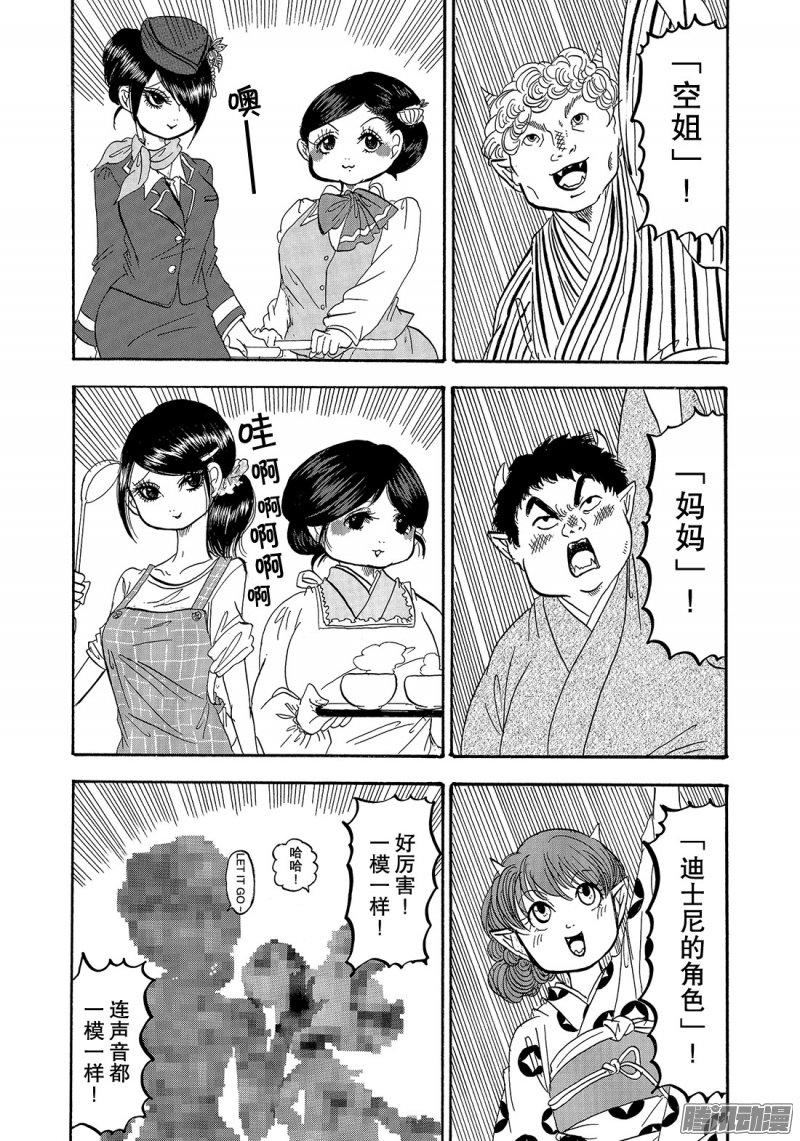 「空姐」！
噢——
「妈妈」！
哇啊啊啊啊啊
「迪士尼的角色」！
好厉害！
一模一样！
哈哈！
LET IT GO~
连声音都
一模一样！
腾讯动漫